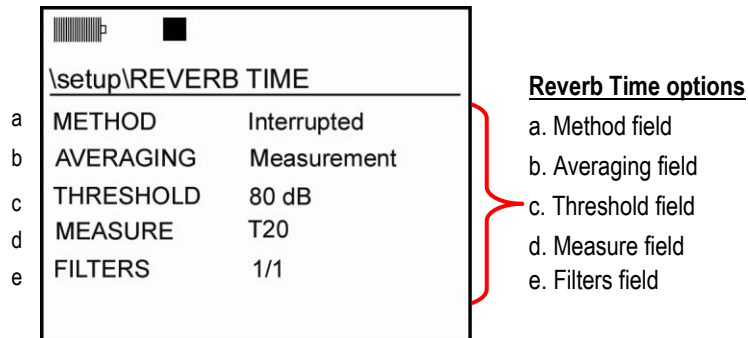 \setup\REVERB TIME
a METHOD Interrupted
b AVERAGING Measurement
c THRESHOLD 80 dB
d MEASURE T20
e FILTERS 1/1
Reverb Time options
a. Method field
b. Averaging field
c. Threshold field
d. Measure field
e. Filters field